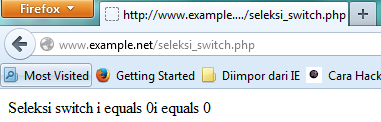 Firefox
http://www.example..../seleksi_switch.php
www.example.net/seleksi_switch.php
Most Visited Getting Started Diimpor dari IE Cara Hack
Seleksi switch i equals 0i equals 0